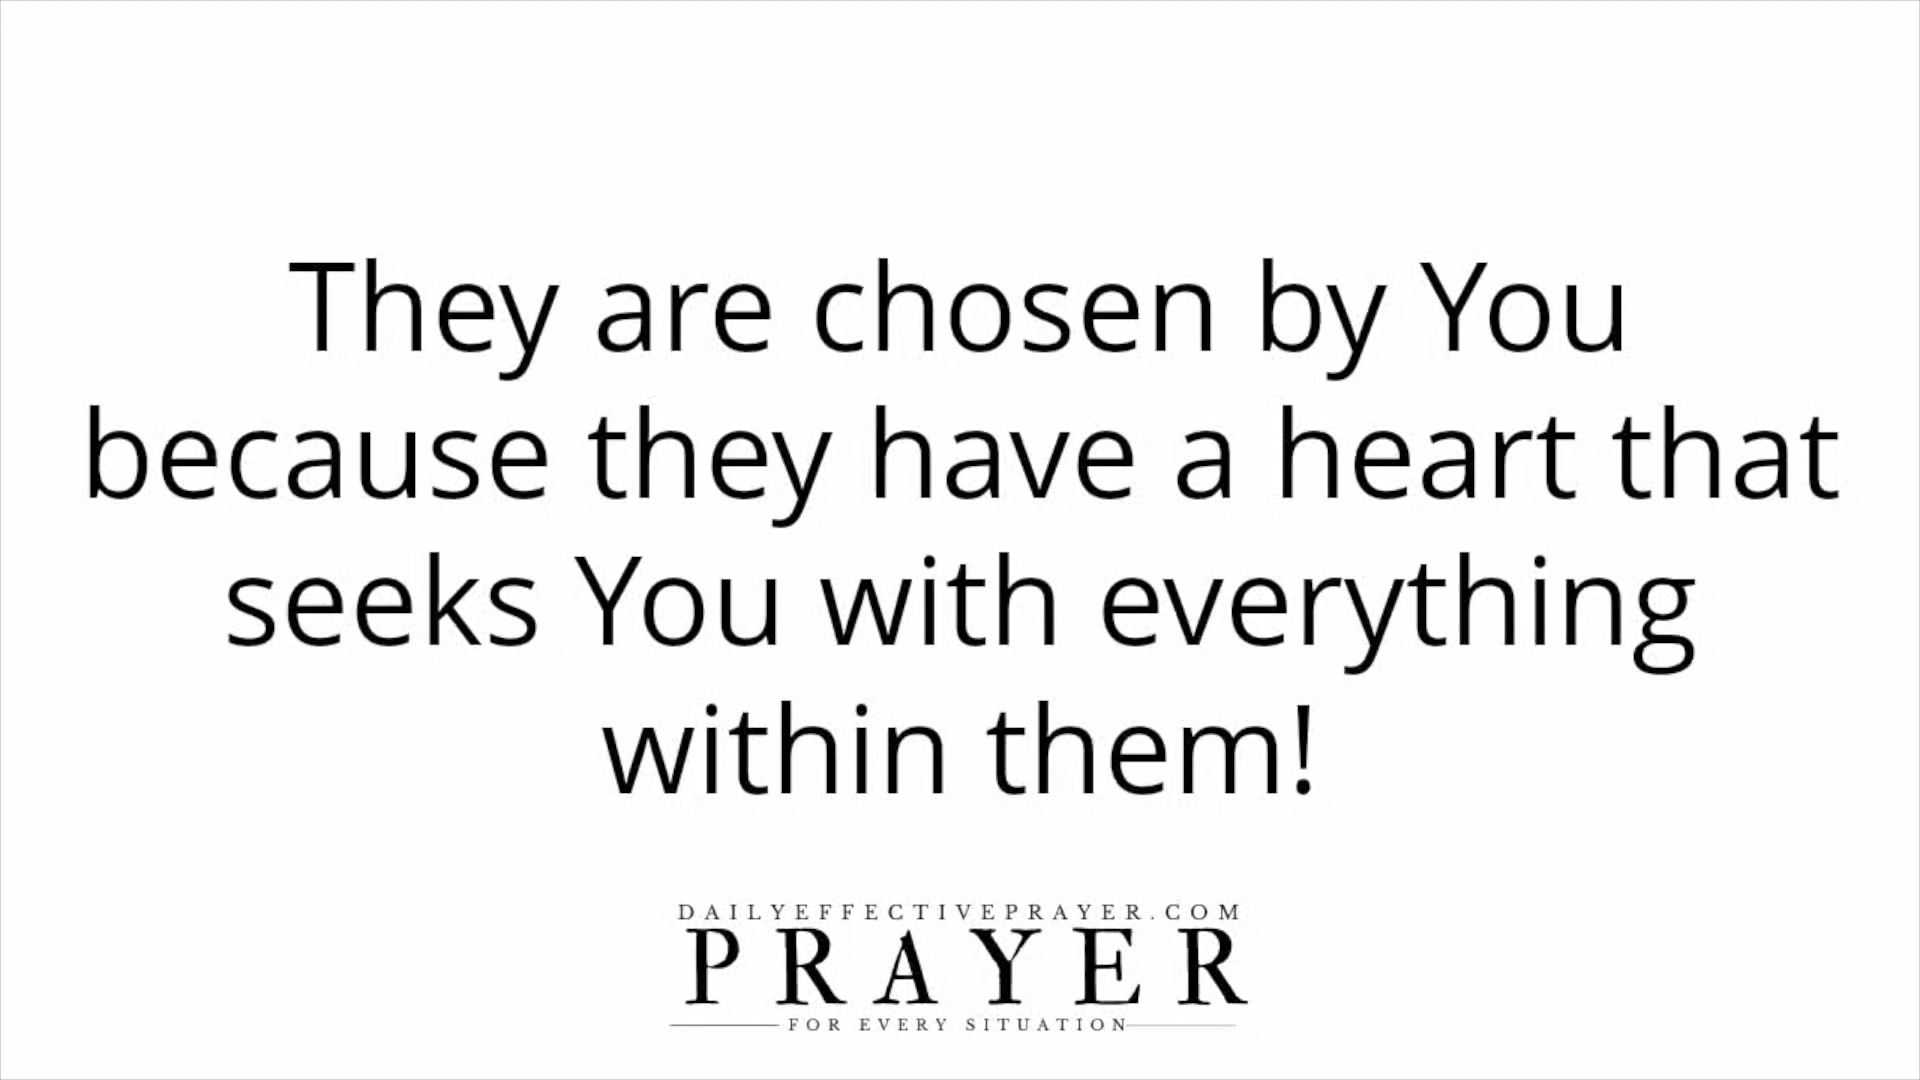 They are chosen by You
because they have a heart that
seeks You with everything
within them!
DAILYEFFECTIVEPRAYER.COM
PRAYER
FOR EVERY SITUATION